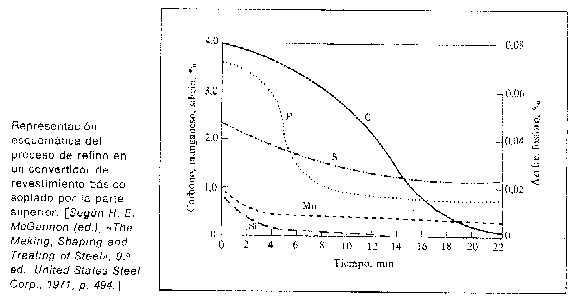 Representación
esquemática del
proceso de refino en
un convertidor de
revestimiento básico
soplado por la parte
superior. [Según H. E.
McGannon (ed.), «The
Making, Shaping and
Treating of Steel», 9.ª
ed. United States Steel
Corp., 1971, p. 494.]
4.0
3.0
2.0
1.0
0
Carbono, manganeso, silicio, %
0.08
0.06
0.04
0.02
0
Azufre, fósforo, %
C
P
S
Mn
Si
0 2 4 6 8 10 12 14 16 18 20 22
Tiempo, min